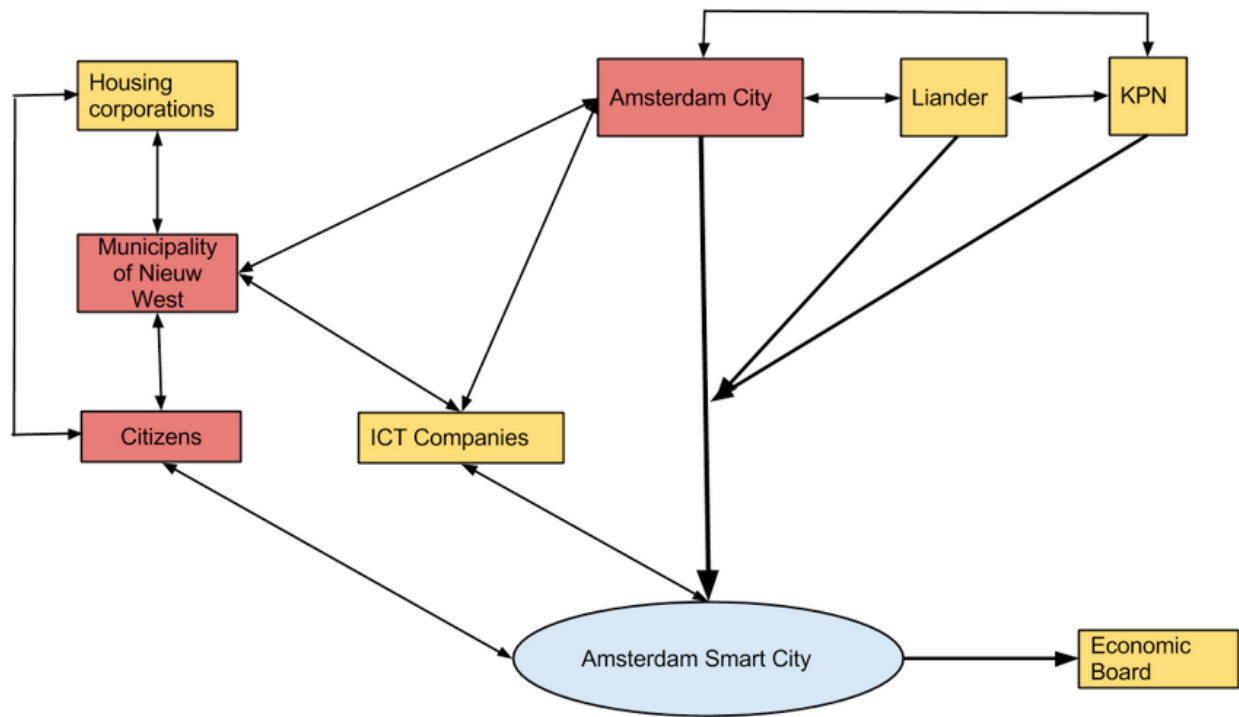 Housing
corporations
Amsterdam City
Liander
KPN
Municipality
of Nieuw
West
Citizens
ICT Companies
Amsterdam Smart City
Economic
Board